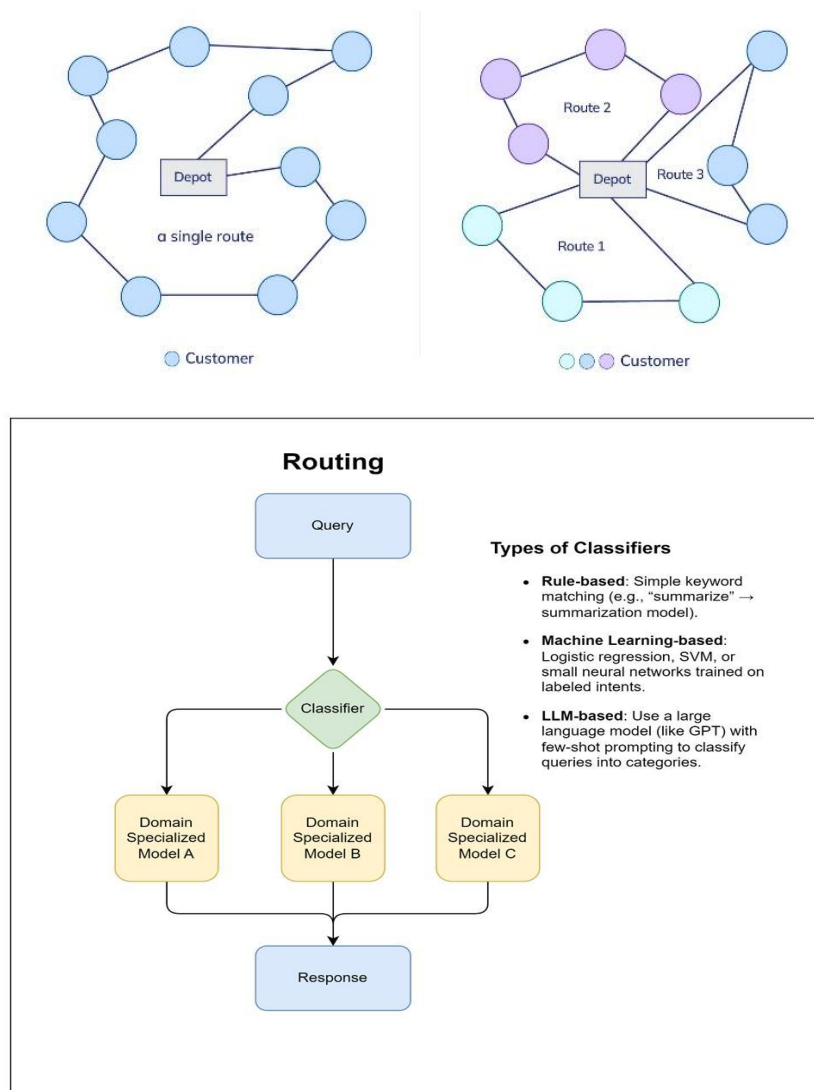 Depot
a single route
Customer
Route 2
Depot
Route 3
Route 1
Customer
Routing
Query
Types of Classifiers
• Rule-based: Simple keyword
matching (e.g., “summarize” →
summarization model).
• Machine Learning-based:
Logistic regression, SVM, or
small neural networks trained on
labeled intents.
• LLM-based: Use a large
language model (like GPT) with
few-shot prompting to classify
queries into categories.
Classifier
Domain
Specialized
Model A
Domain
Specialized
Model B
Domain
Specialized
Model C
Response